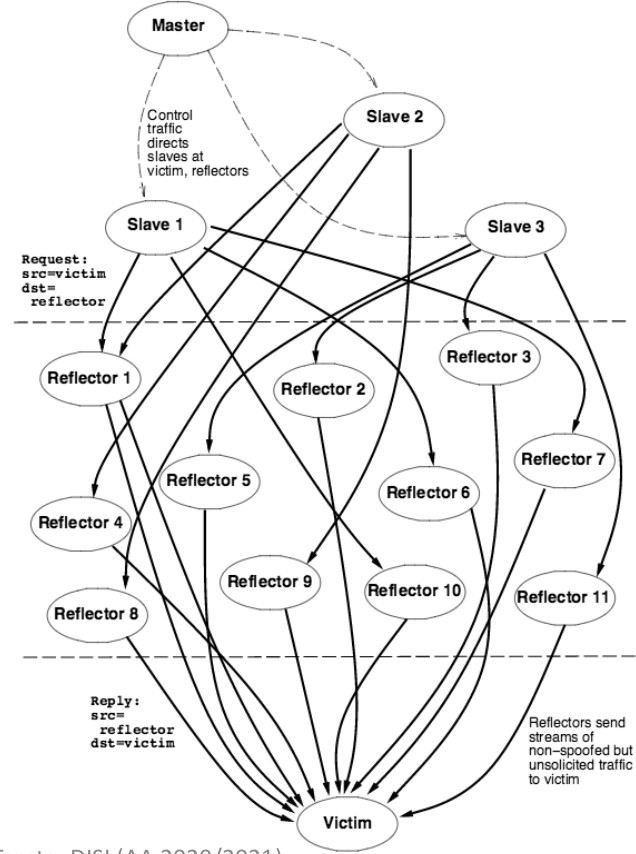 Master
Control
traffic
directs
slaves at
victim, reflectors
Slave 2
Slave 1
Slave 3
Request:
src=victim
dst=
reflector
Reflector 1
Reflector 2
Reflector 3
Reflector 4
Reflector 5
Reflector 6
Reflector 7
Reflector 8
Reflector 9
Reflector 10
Reflector 11
Reply:
src=
reflector
dst=victim
Reflectors send
streams of
non-spoofed but
unsolicited traffic
to victim
Victim
DISI (AA 2020/2021)